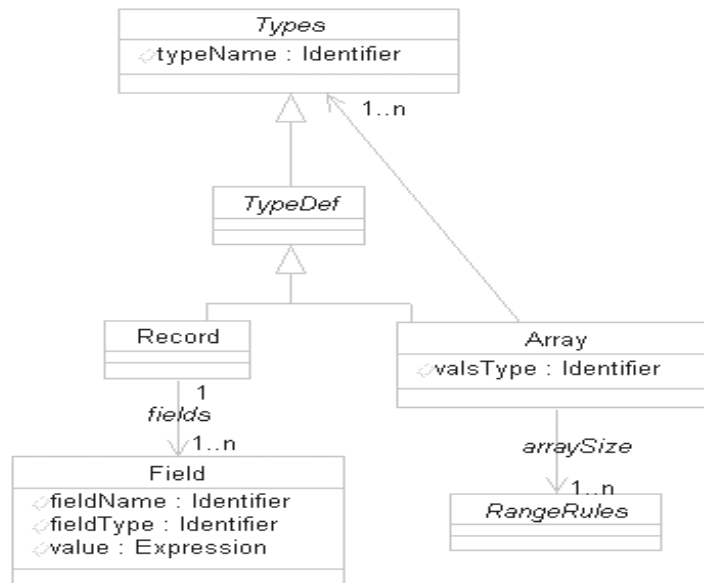 Types
typeName : Identifier
1..n
TypeDef
Record
Array
valsType : Identifier
1
fields
1..n
arraySize
1..n
Field
fieldName : Identifier
fieldType : Identifier
value : Expression
RangeRules